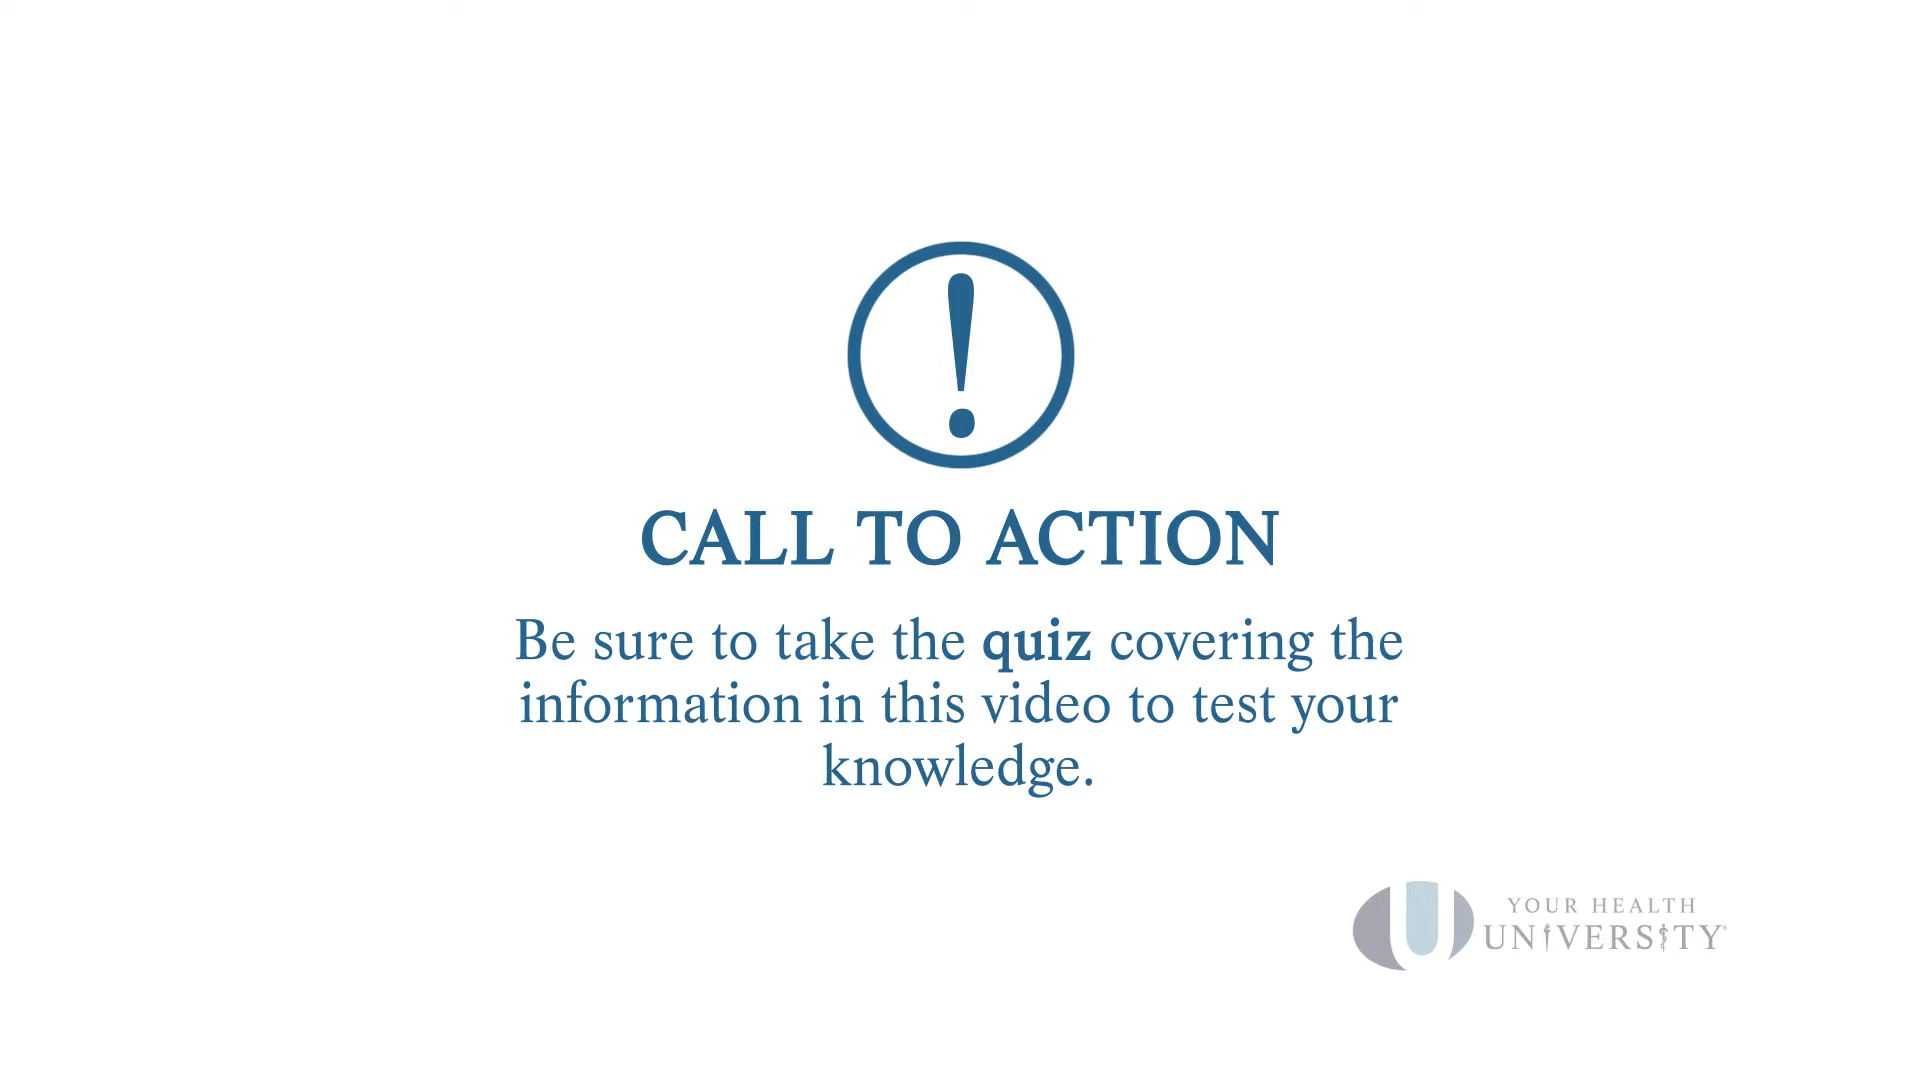 !
CALL TO ACTION
Be sure to take the quiz covering the
information in this video to test your
knowledge.
YOUR HEALTH
UNIVERSITY